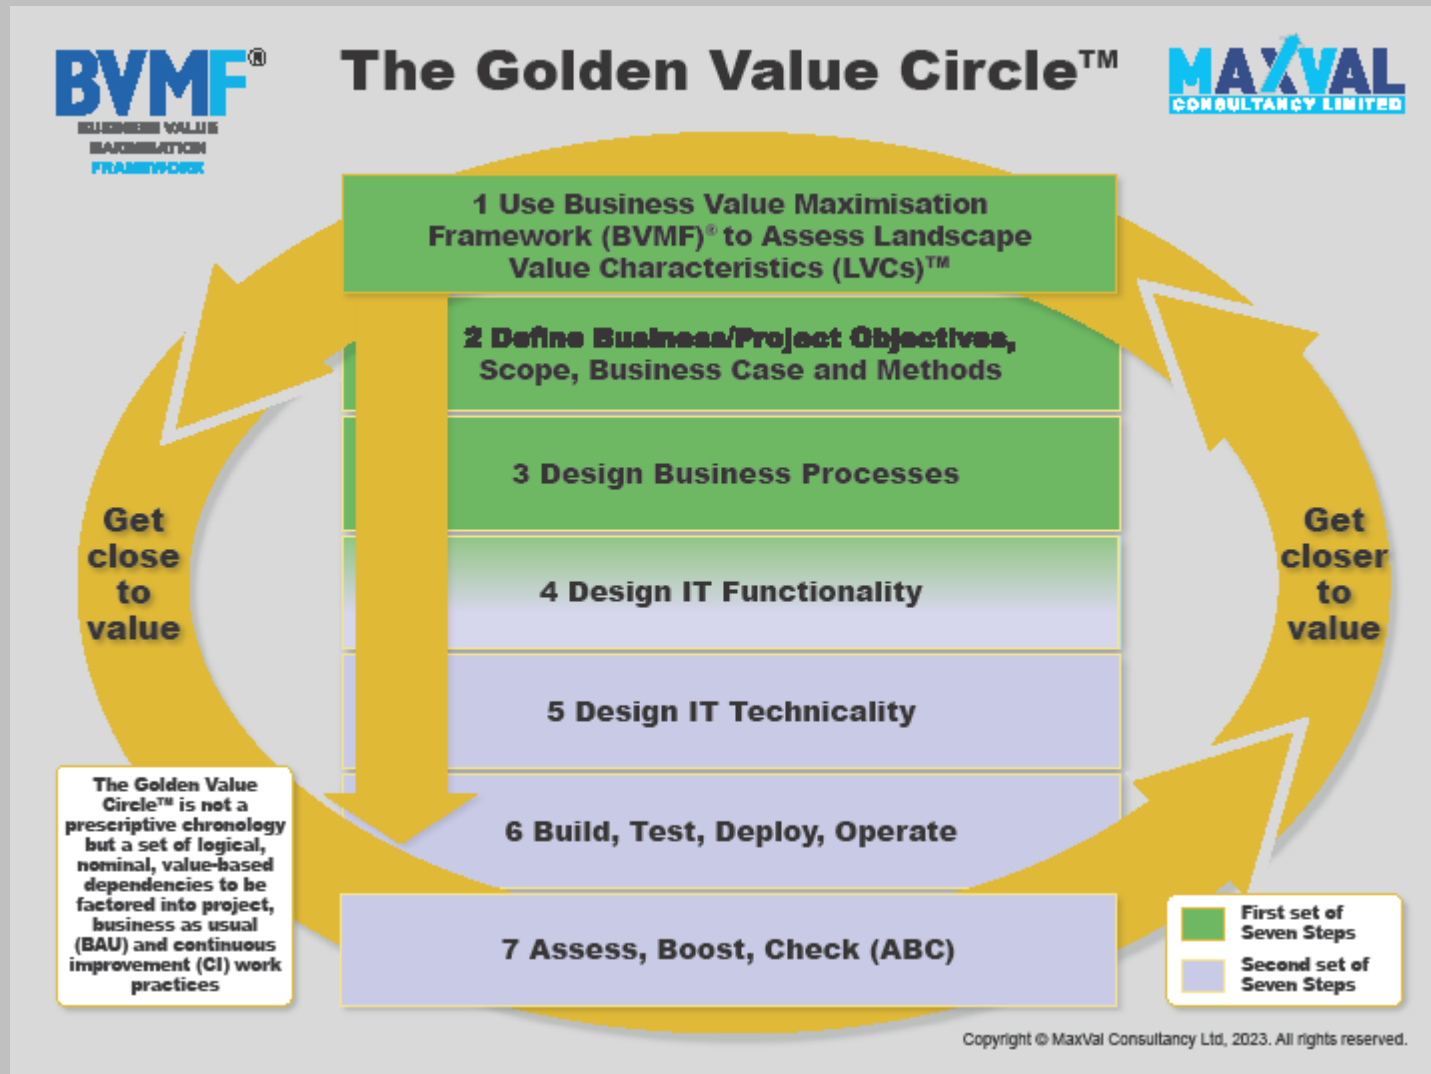 BVMF®
BUSINESS VALUE
MAXIMISATION
FRAMEWORK
The Golden Value Circle™
MAXVAL
CONSULTANCY LIMITED
1 Use Business Value Maximisation
Framework (BVMF)® to Assess Landscape
Value Characteristics (LVCs)™
2 Define Business/Project Objectives,
Scope, Business Case and Methods
3 Design Business Processes
4 Design IT Functionality
5 Design IT Technicality
6 Build, Test, Deploy, Operate
7 Assess, Boost, Check (ABC)
Get
close
to
value
Get
closer
to
value
The Golden Value
Circle™ is not a
prescriptive chronology
but a set of logical,
nominal, value-based
dependencies to be
factored into project,
business as usual
(BAU) and continuous
improvement (CI) work
practices
First set of
Seven Steps
Second set of
Seven Steps
Copyright © MaxVal Consultancy Ltd, 2023. All rights reserved.